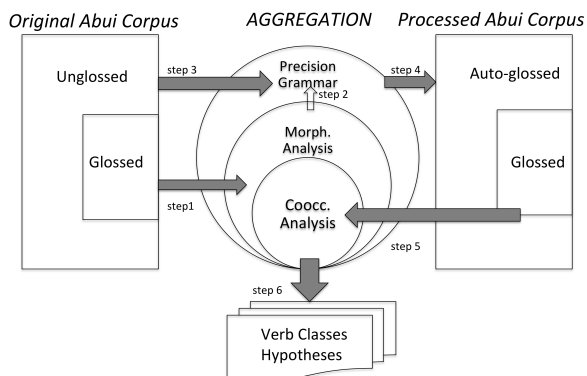 Original Abui Corpus
AGGREGATION
Processed Abui Corpus
Unglossed
step 3
Precision
Grammar
step 4
Auto-glossed
step 2
Glossed
Morph.
Analysis
Glossed
step1
Coocc.
Analysis
step 5
step 6
Verb Classes
Hypotheses